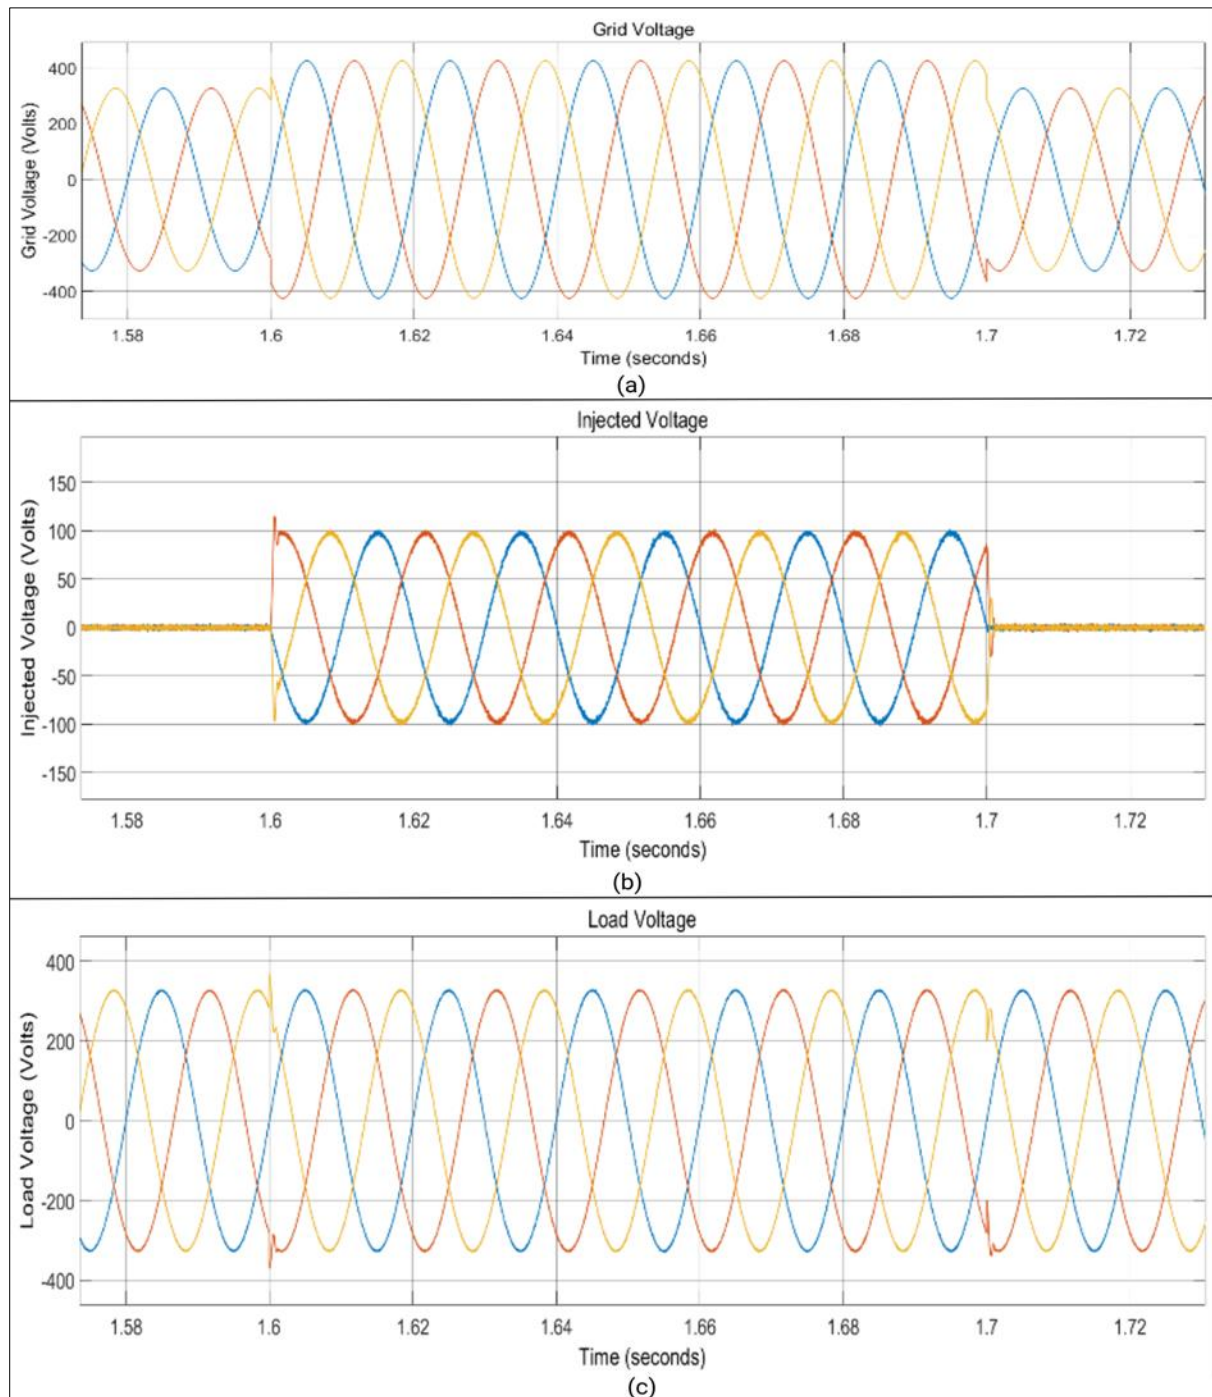 Grid Voltage
Grid Voltage (Volts)
400
200
0
-200
-400
1.58 1.6 1.62 1.64 1.66 1.68 1.7 1.72
Time (seconds)
(a)
Injected Voltage
Injected Voltage (Volts)
150
100
50
0
-50
-100
-150
1.58 1.6 1.62 1.64 1.66 1.68 1.7 1.72
Time (seconds)
(b)
Load Voltage
Load Voltage (Volts)
400
200
0
-200
-400
1.58 1.6 1.62 1.64 1.66 1.68 1.7 1.72
Time (seconds)
(c)